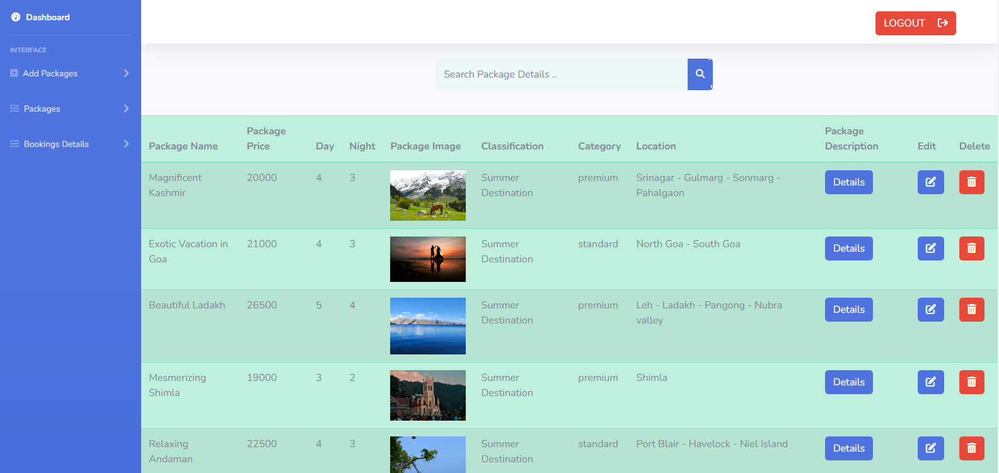 Dashboard
LOGOUT
INTERFACE
Add Packages
Packages
Bookings Details
Search Package Details ..
Package Name Package Price Day Night Package Image Classification Category Location Package Description Edit Delete
Magnificent Kashmir 20000 4 3 Summer Destination premium Srinagar - Gulmarg - Sonmarg - Pahalgaon Details
Exotic Vacation in Goa 21000 4 3 Summer Destination standard North Goa - South Goa Details
Beautiful Ladakh 26500 5 4 Summer Destination premium Leh - Ladakh - Pangong - Nubra valley Details
Mesmerizing Shimla 19000 3 2 Summer Destination premium Shimla Details
Relaxing Andaman 22500 4 3 Summer Destination standard Port Blair - Havelock - Niel Island Details